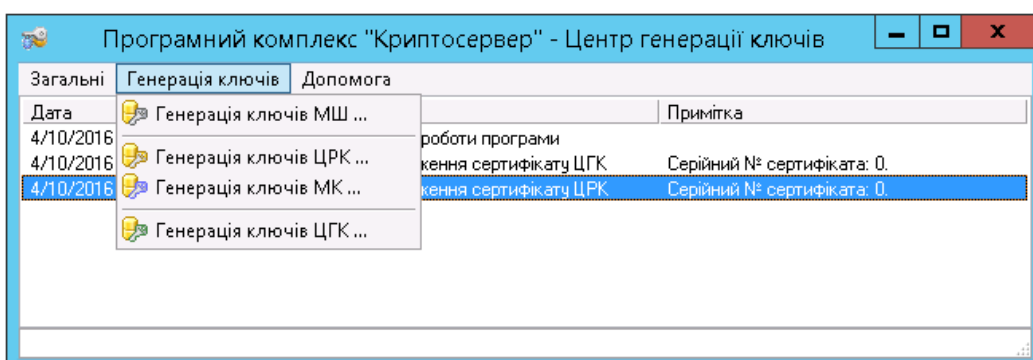 Програмний комплекс "Криптосервер" - Центр генерації ключів
Загальні Генерація ключів Допомога
Дата Примітка
Генерація ключів МШ ...
4/10/2016 роботи програми
4/10/2016 Генерація ключів ЦРК ... ження сертифікату ЦГК Серійний № сертифіката: 0.
4/10/2016 Генерація ключів МК ... ження сертифікату ЦРК Серійний № сертифіката: 0.
Генерація ключів ЦГК ...